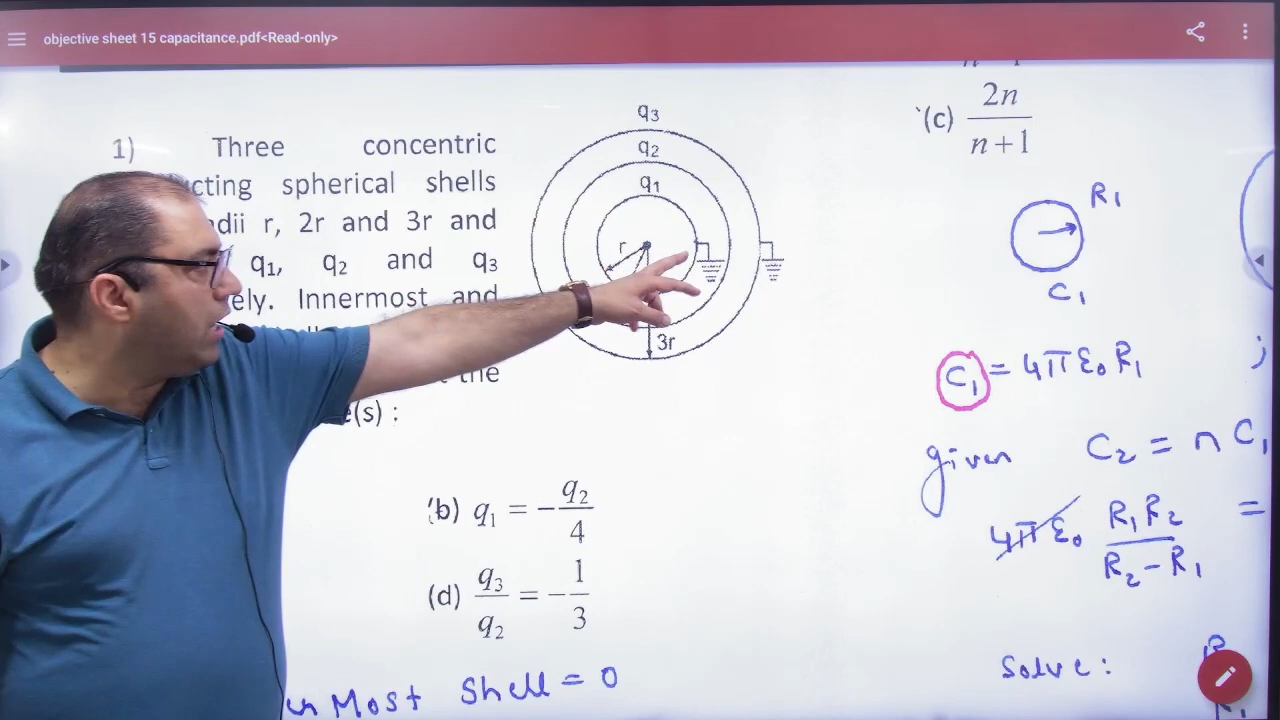 objective sheet 15 capacitance.pdf<Read-only>
1) Three concentric
cting spherical shells
dii r, 2r and 3r and
q₁, q₂ and q₃
ely. Innermost and
the
e(s) :
(b) q₁ = -q₂/4
(d) q₃/q₂ = -1/3
Most Shell = 0
q₃
q₂
q₁
r
3r
(c) 2n/(n+1)
R₁
C₁
C₁ = 4πε₀R₁ ;
given C₂ = n C₁
4πε₀ R₁R₂/(R₂-R₁) =
Solve:
R₁